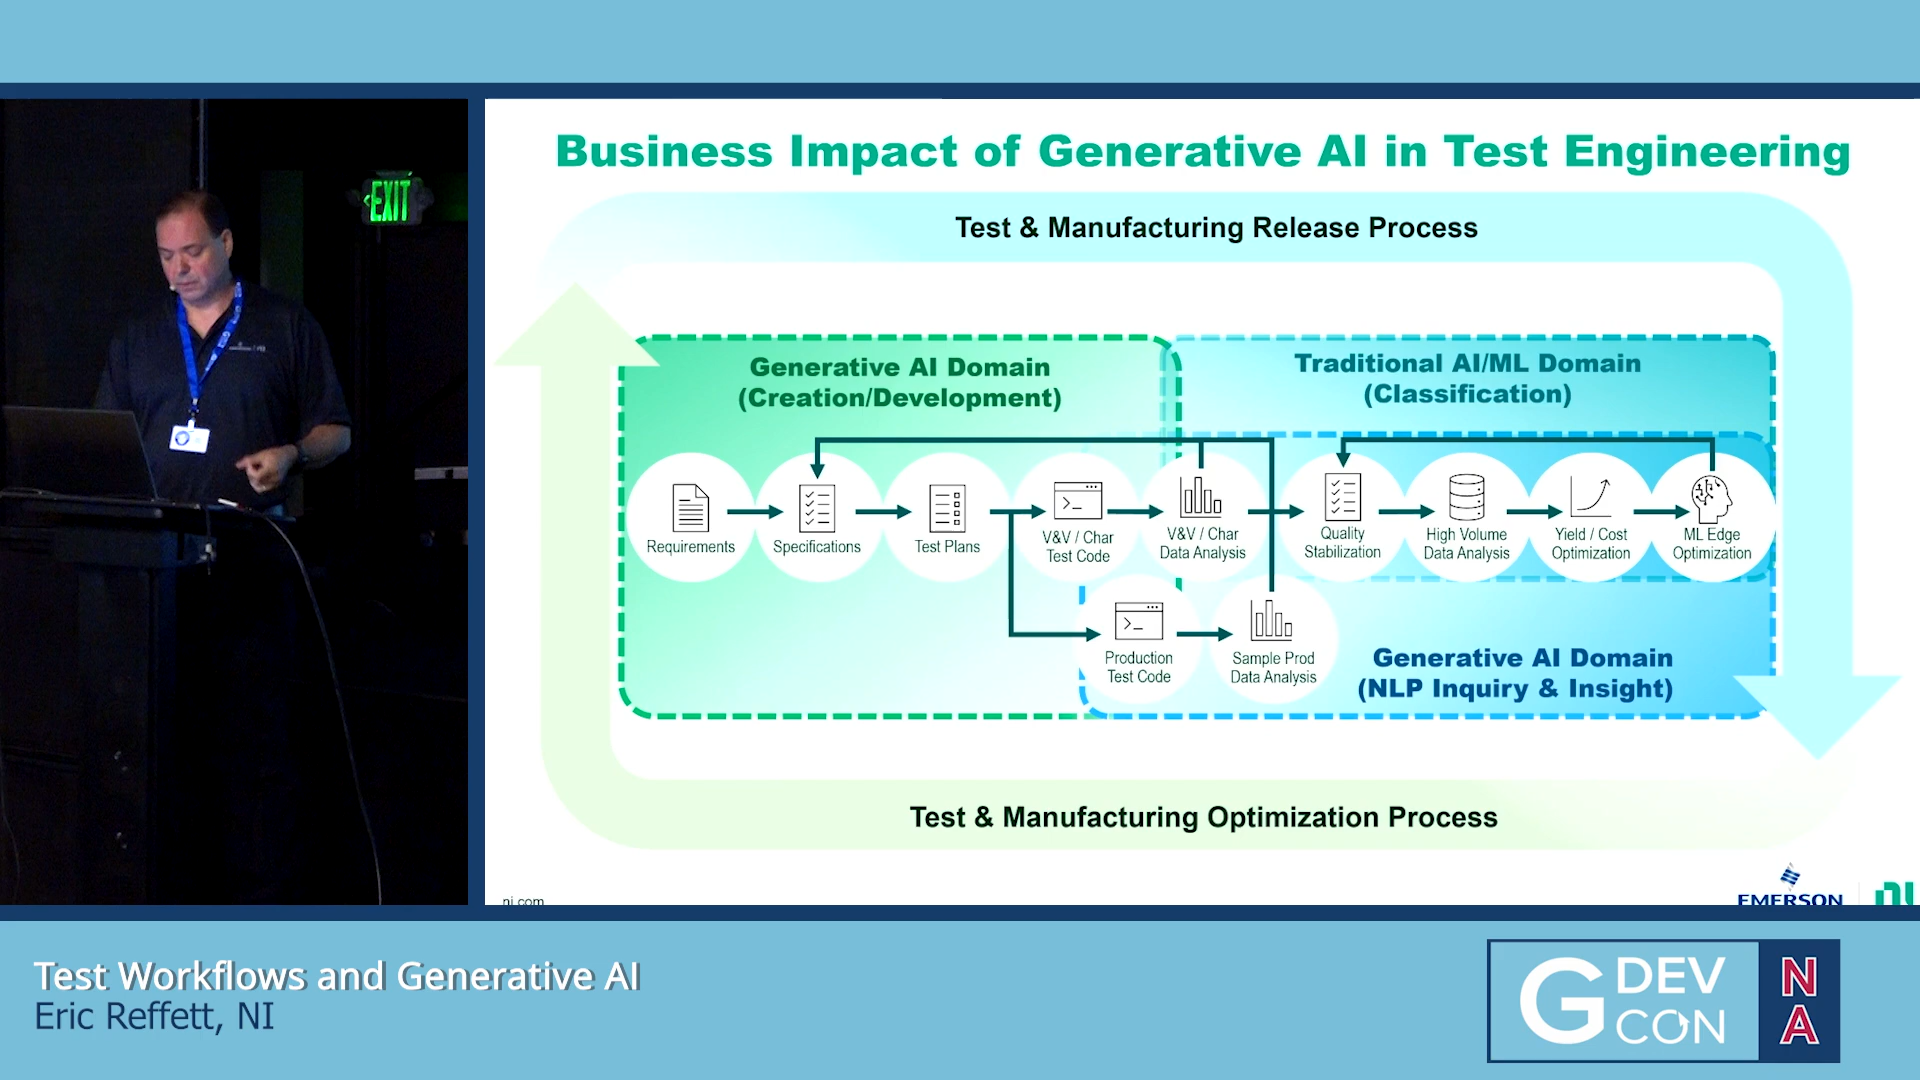 EXIT
Business Impact of Generative AI in Test Engineering
Test & Manufacturing Release Process
Generative AI Domain
(Creation/Development)
Traditional AI/ML Domain
(Classification)
Requirements
Specifications
Test Plans
V&V / Char
Test Code
V&V / Char
Data Analysis
Quality
Stabilization
High Volume
Data Analysis
Yield / Cost
Optimization
ML Edge
Optimization
Production
Test Code
Sample Prod
Data Analysis
Generative AI Domain
(NLP Inquiry & Insight)
Test & Manufacturing Optimization Process
ni.com
EMERSON
ni
Test Workflows and Generative AI
Eric Reffett, NI
G DEV CON
NA